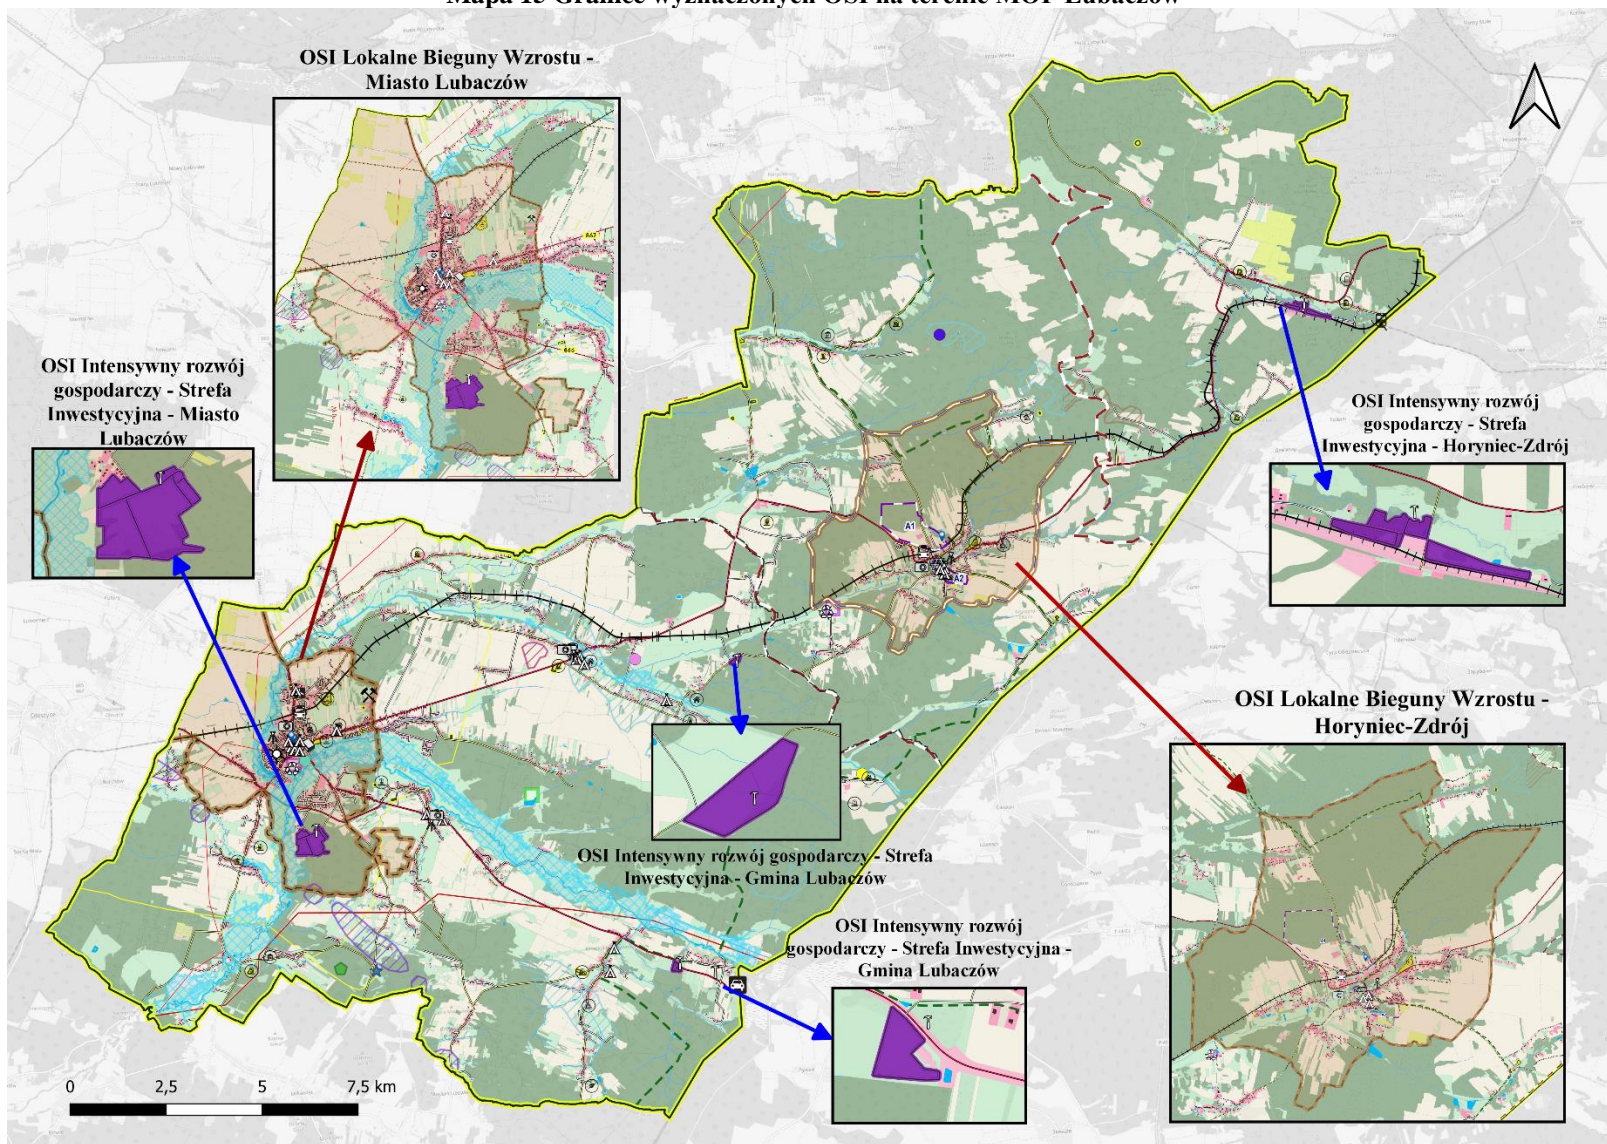 Mapa 15 Granice wyznaczonych OSI na terenie MOF Lubaczów
OSI Lokalne Bieguny Wzrostu -
Miasto Lubaczów
867
866
OSI Intensywny rozwój
gospodarczy - Strefa
Inwestycyjna - Miasto
Lubaczów
OSI Intensywny rozwój
gospodarczy - Strefa
Inwestycyjna - Horyniec-Zdrój
A1
A2
OSI Lokalne Bieguny Wzrostu -
Horyniec-Zdrój
OSI Intensywny rozwój gospodarczy - Strefa
Inwestycyjna - Gmina Lubaczów
OSI Intensywny rozwój
gospodarczy - Strefa Inwestycyjna -
Gmina Lubaczów
0 2,5 5 7,5 km